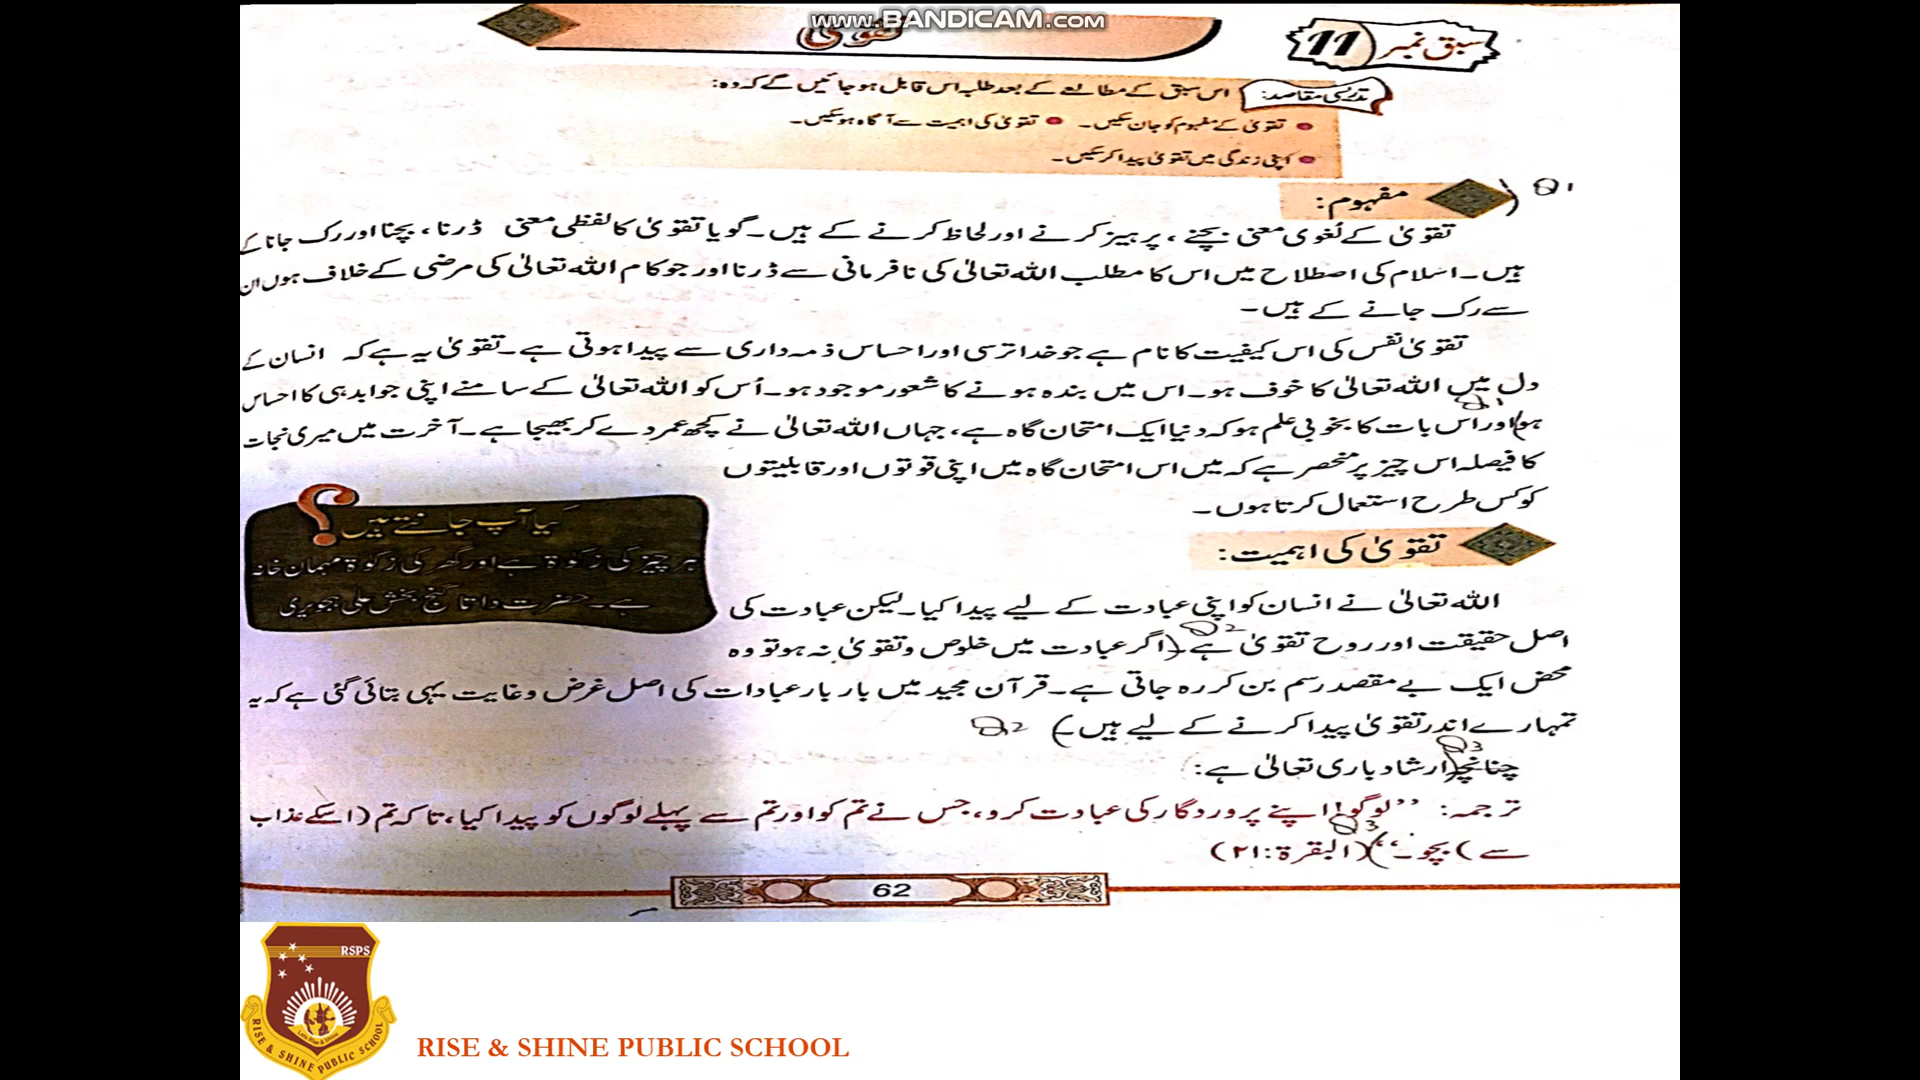 www.BANDICAM.com
سبق نمبر 11
تقویٰ
تدریسی مقاصد: اس سبق کے مطالعے کے بعد طلبہ اس قابل ہو جائیں گے کہ وہ:
• تقویٰ کے مفہوم کو جان سکیں۔ • تقویٰ کی اہمیت سے آگاہ ہو سکیں۔
• اپنی زندگی میں تقویٰ پیدا کر سکیں۔
Q1
مفہوم:
تقویٰ کے لُغوی معنی بچنے، پرہیز کرنے اور لحاظ کرنے کے ہیں۔ گویا تقویٰ کا لفظی معنی ڈرنا، بچنا اور رک جانا کے
ہیں۔ اسلام کی اصطلاح میں اس کا مطلب اللہ تعالیٰ کی نافرمانی سے ڈرنا اور جو کام اللہ تعالیٰ کی مرضی کے خلاف ہوں ان
سے رک جانے کے ہیں۔
تقویٰ نفس کی اس کیفیت کا نام ہے جو خدا ترسی اور احساس ذمہ داری سے پیدا ہوتی ہے۔ تقویٰ یہ ہے کہ انسان کے
دل میں اللہ تعالیٰ کا خوف ہو۔ اس میں بندہ ہونے کا شعور موجود ہو۔ اُس کو اللہ تعالیٰ کے سامنے اپنی جوابدہی کا احساس
Q1
ہو) اور اس بات کا بخوبی علم ہو کہ دنیا ایک امتحان گاہ ہے، جہاں اللہ تعالیٰ نے کچھ عمر دے کر بھیجا ہے۔ آخرت میں میری نجات
کا فیصلہ اس چیز پر منحصر ہے کہ میں اس امتحان گاہ میں اپنی قوتوں اور قابلیتوں
کو کس طرح استعمال کرتا ہوں۔
کیا آپ جانتے ہیں؟
ہر چیز کی زکوٰۃ ہے اور گھر کی زکوٰۃ مہمان خانہ
ہے۔ حضرت داتا گنج بخش علی ہجویری
تقویٰ کی اہمیت:
اللہ تعالیٰ نے انسان کو اپنی عبادت کے لیے پیدا کیا۔ لیکن عبادت کی
Q2
اصل حقیقت اور روح تقویٰ ہے۔ (اگر عبادت میں خلوص و تقویٰ نہ ہو تو وہ
محض ایک بے مقصد رسم بن کر رہ جاتی ہے۔ قرآن مجید میں بار بار عبادات کی اصل غرض و غایت یہی بتائی گئی ہے کہ یہ
تمہارے اندر تقویٰ پیدا کرنے کے لیے ہیں۔) Q2
Q3
چنانچہ (ارشاد باری تعالیٰ ہے:
ترجمہ: ’’لوگو! اپنے پروردگار کی عبادت کرو، جس نے تم کو اور تم سے پہلے لوگوں کو پیدا کیا، تاکہ تم (اسکے عذاب
Q3
سے) بچو۔‘‘) (البقرۃ: ۲۱)
62
RSPS
RISE & SHINE PUBLIC SCHOOL
RISE & SHINE PUBLIC SCHOOL